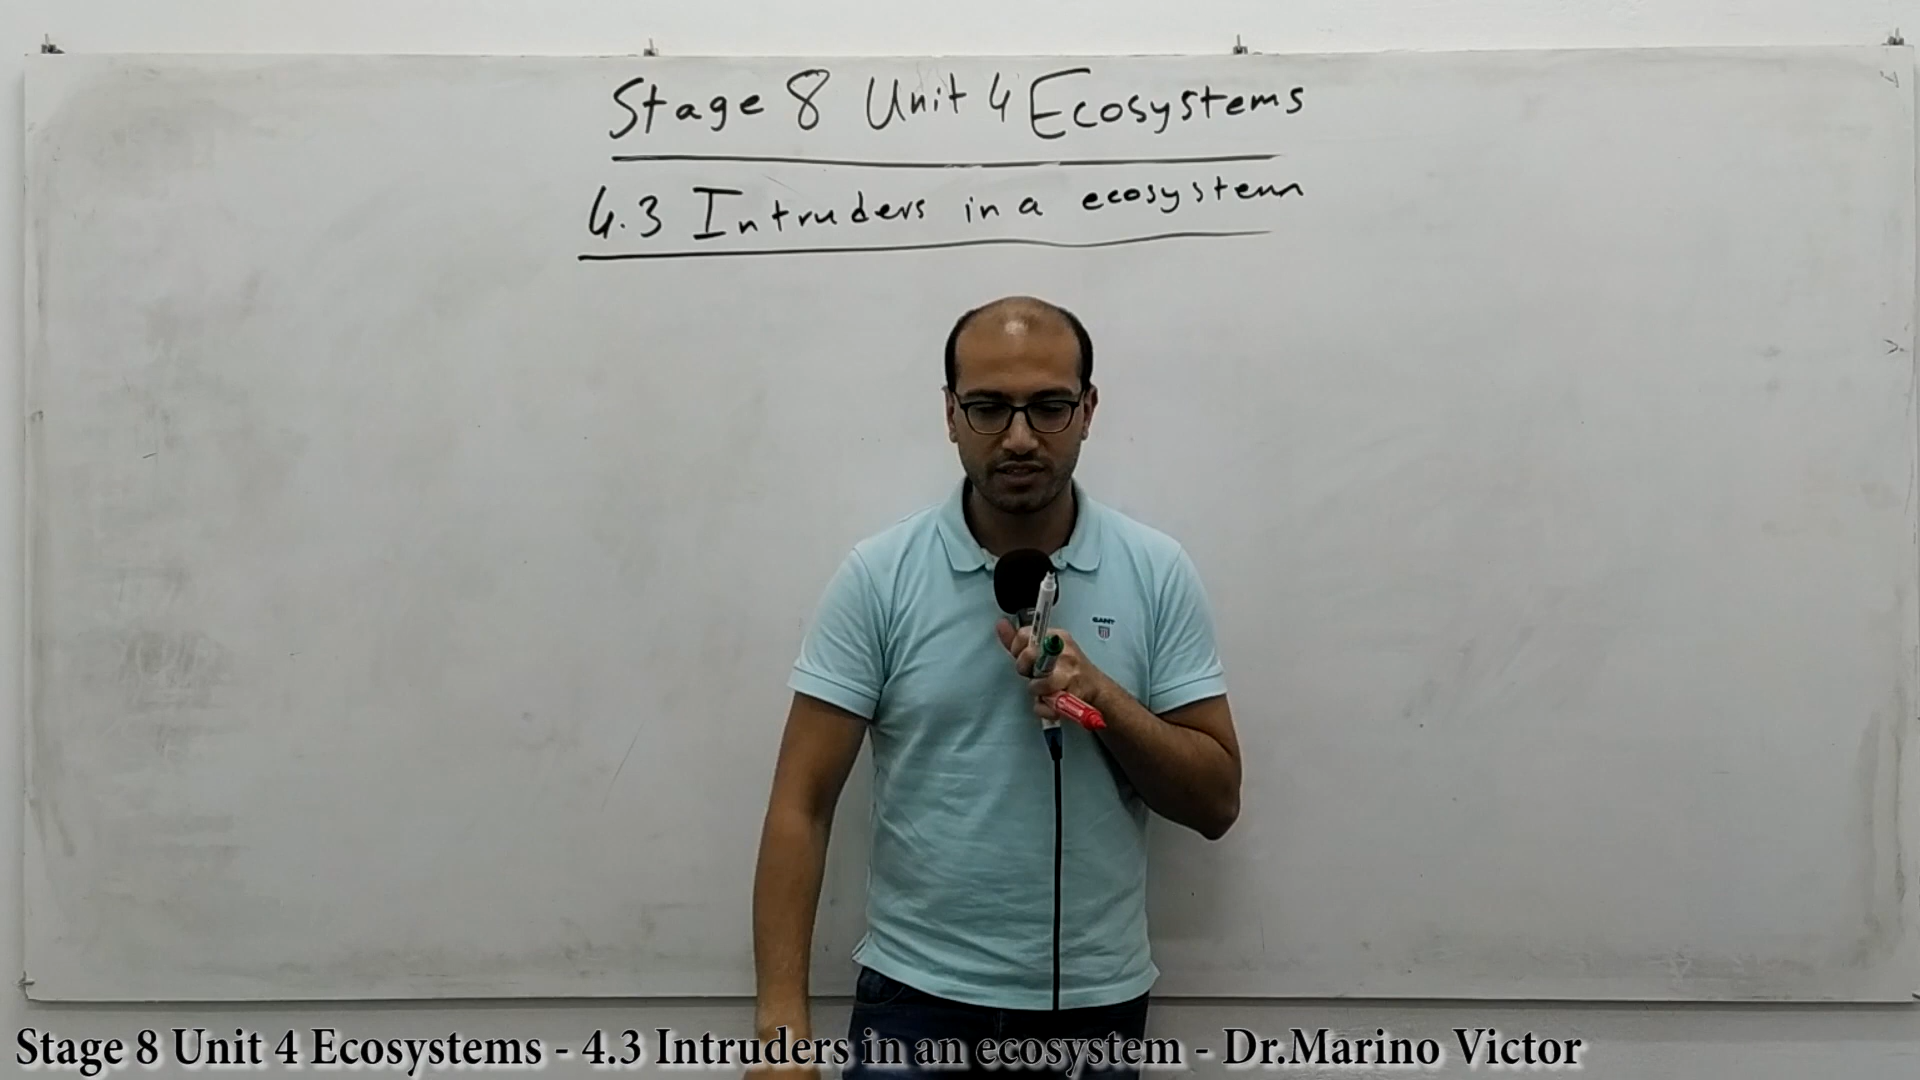 Stage 8 Unit 4 Ecosystems
4.3 Intruders in a ecosystem
GANT
Stage 8 Unit 4 Ecosystems - 4.3 Intruders in an ecosystem - Dr.Marino Victor